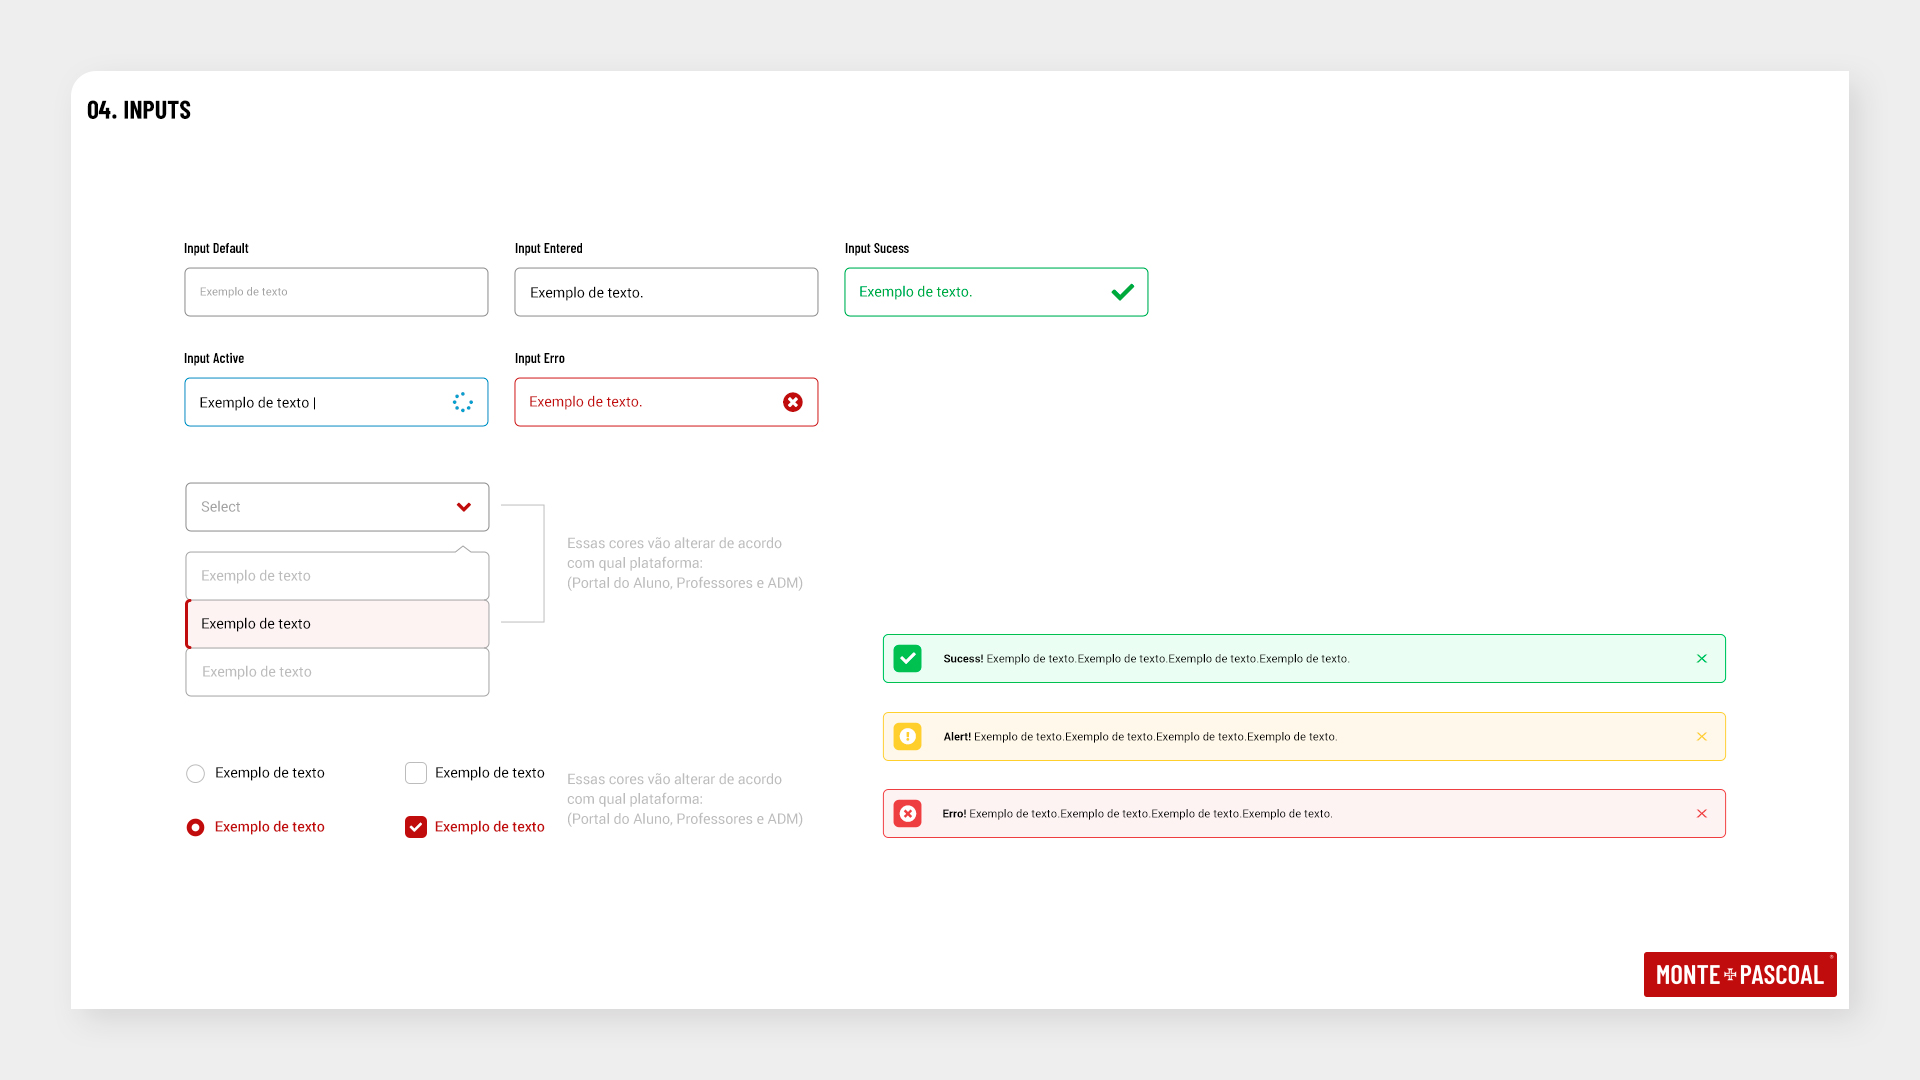 04. INPUTS
Input Default
Exemplo de texto
Input Entered
Exemplo de texto.
Input Sucess
Exemplo de texto.
Input Active
Exemplo de texto |
Input Erro
Exemplo de texto.
Select
Exemplo de texto
Exemplo de texto
Exemplo de texto
Essas cores vão alterar de acordo
com qual plataforma:
(Portal do Aluno, Professores e ADM)
Exemplo de texto
Exemplo de texto
Exemplo de texto
Exemplo de texto
Essas cores vão alterar de acordo
com qual plataforma:
(Portal do Aluno, Professores e ADM)
Sucess! Exemplo de texto.Exemplo de texto.Exemplo de texto.Exemplo de texto.
Alert! Exemplo de texto.Exemplo de texto.Exemplo de texto.Exemplo de texto.
Erro! Exemplo de texto.Exemplo de texto.Exemplo de texto.Exemplo de texto.
MONTE PASCOAL